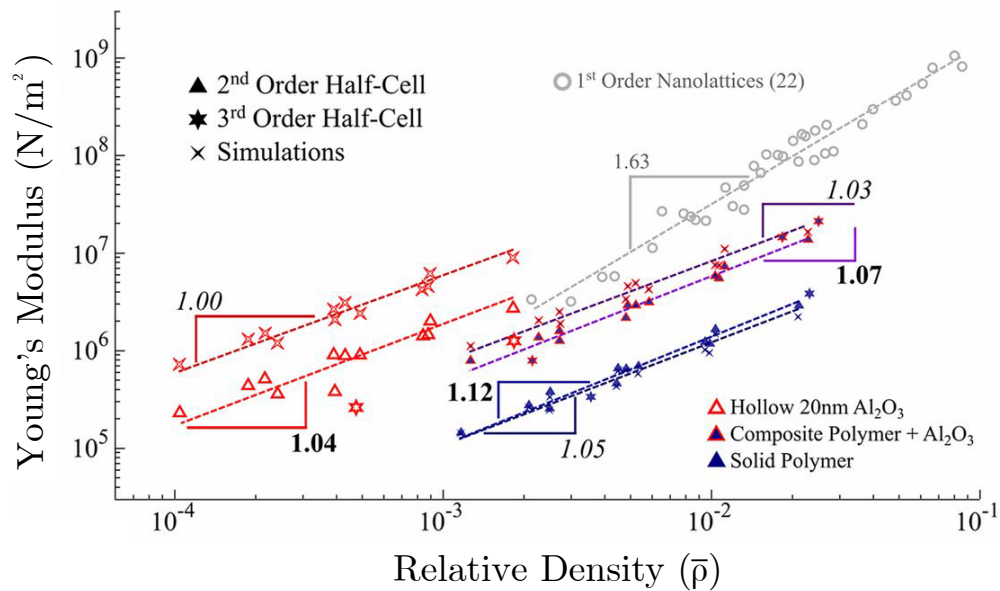 Young's Modulus (N/m²)
10⁹
10⁸
10⁷
10⁶
10⁵
2nd Order Half-Cell
3rd Order Half-Cell
Simulations
1st Order Nanolattices (22)
1.63
1.03
1.07
1.00
1.04
1.12
1.05
Hollow 20nm Al₂O₃
Composite Polymer + Al₂O₃
Solid Polymer
10⁻⁴ 10⁻³ 10⁻² 10⁻¹
Relative Density (ρ̅)